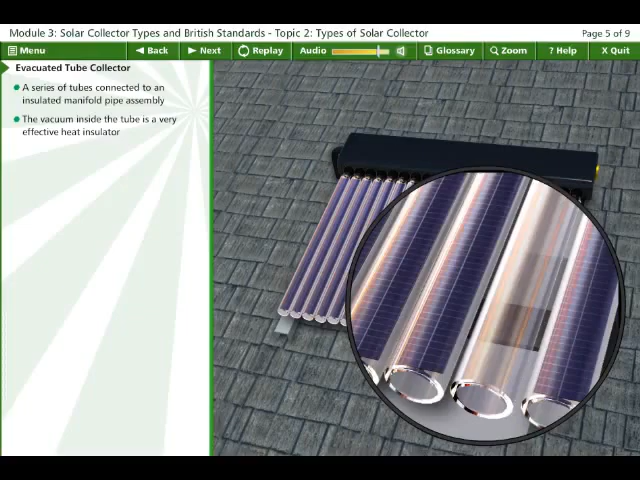 Module 3: Solar Collector Types and British Standards - Topic 2: Types of Solar Collector
Page 5 of 9
Menu
Back
Next
Replay
Audio
Glossary
Zoom
? Help
X Quit
Evacuated Tube Collector
A series of tubes connected to an
insulated manifold pipe assembly
The vacuum inside the tube is a very
effective heat insulator